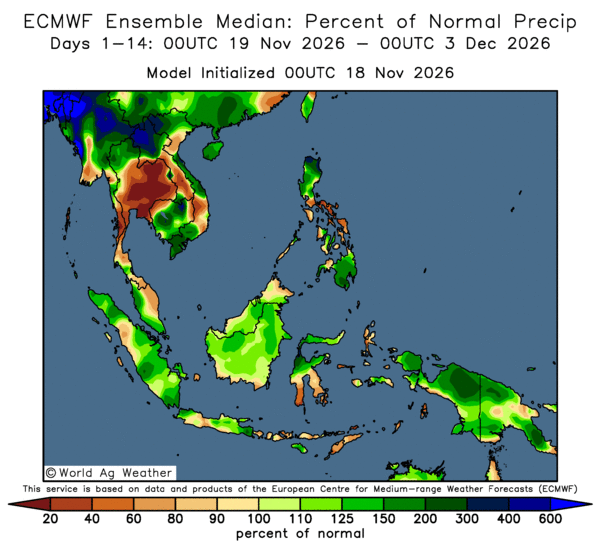 ECMWF Ensemble Median: Percent of Normal Precip
Days 1-14: 00UTC 19 Nov 2026 – 00UTC 3 Dec 2026
Model Initialized 00UTC 18 Nov 2026
© World Ag Weather
This service is based on data and products of the European Centre for Medium-range Weather Forecasts (ECMWF)
20 40 60 80 90 100 110 125 150 200 300 400 600
percent of normal